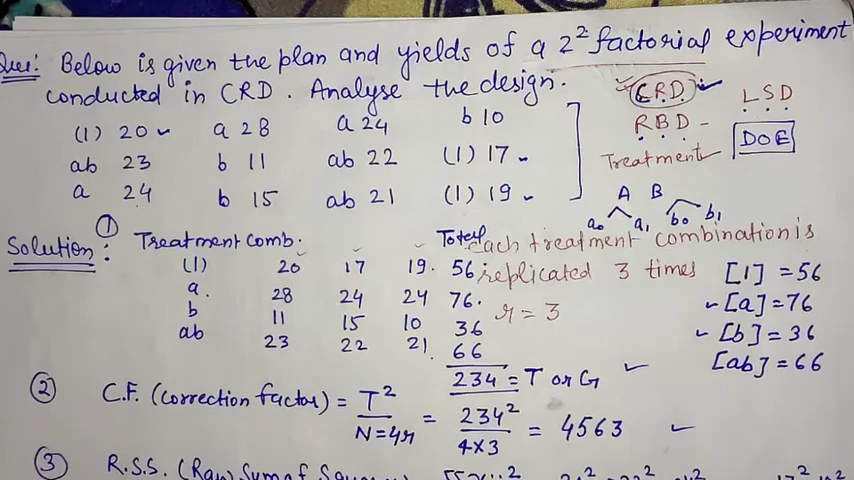 Ques: Below is given the plan and yields of a 2² factorial experiment
conducted in CRD. Analyse the design.
(1) 20 a 28 a 24 b 10
ab 23 b 11 ab 22 (1) 17
a 24 b 15 ab 21 (1) 19
CRD LSD
RBD - DOE
Treatment
A B
a₀ a₁ b₀ b₁
Solution: ① Treatment Comb. Total
each treatment combination is
replicated 3 times
r = 3
(1) 20 17 19. 56
a. 28 24 24 76.
b 11 15 10 36
ab 23 22 21 66
234 = T or G
[1] = 56
[a] = 76
[b] = 36
[ab] = 66
② C.F. (correction factor) = T² / N=4r = 234² / 4×3 = 4563
③ R.S.S. (Raw) Sum of